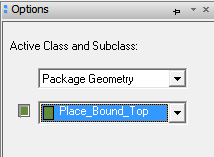 Options
Active Class and Subclass:
Package Geometry
Place_Bound_Top